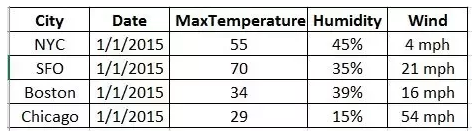 City Date MaxTemperature Humidity Wind
NYC 1/1/2015 55 45% 4 mph
SFO 1/1/2015 70 35% 21 mph
Boston 1/1/2015 34 39% 16 mph
Chicago 1/1/2015 29 15% 54 mph